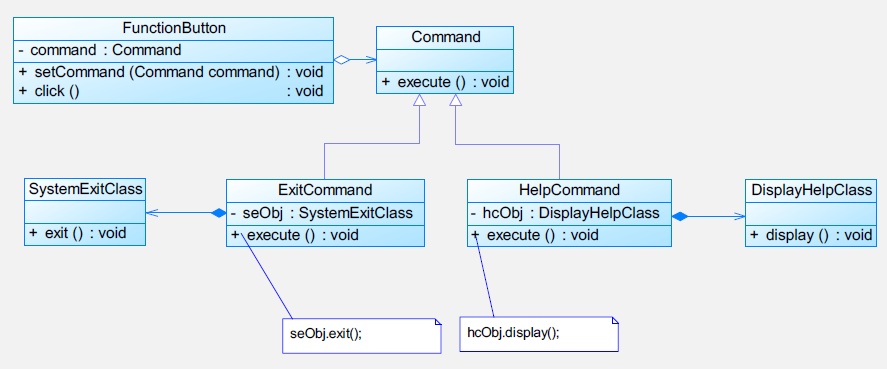 FunctionButton
- command : Command
+ setCommand (Command command) : void
+ click () : void
Command
+ execute () : void
SystemExitClass
+ exit () : void
ExitCommand
- seObj : SystemExitClass
+ execute () : void
HelpCommand
- hcObj : DisplayHelpClass
+ execute () : void
DisplayHelpClass
+ display () : void
seObj.exit();
hcObj.display();